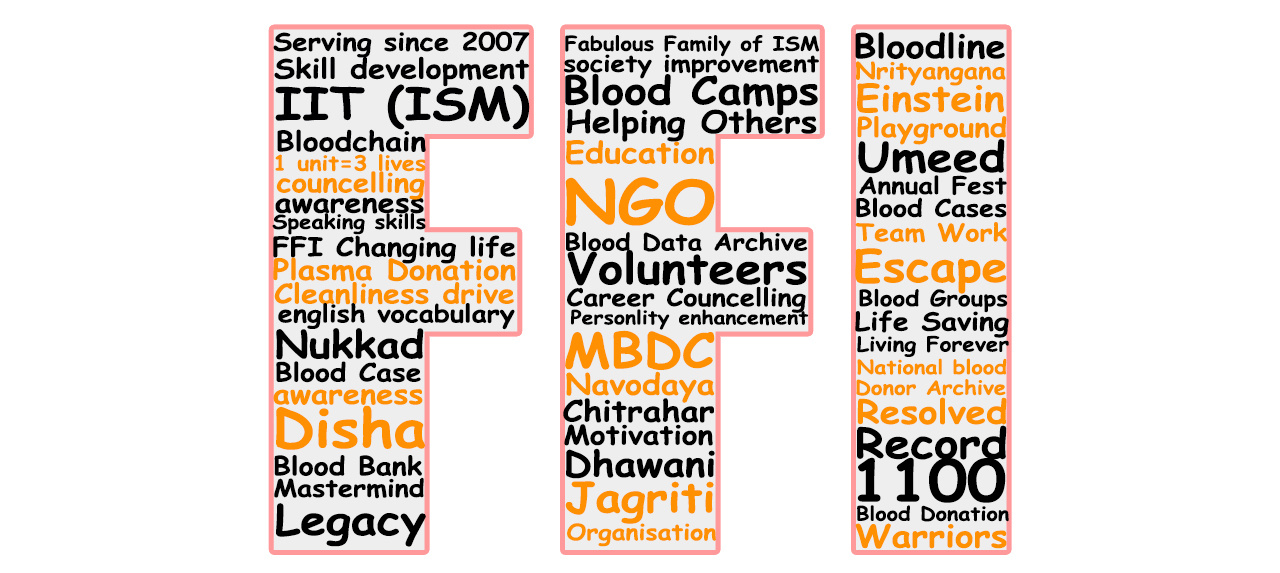 Serving since 2007
Skill development
IIT (ISM)
Bloodchain
1 unit=3 lives
councelling
awareness
Speaking skills
FFI Changing life
Plasma Donation
Cleanliness drive
english vocabulary
Nukkad
Blood Case
awareness
Disha
Blood Bank
Mastermind
Legacy
Fabulous Family of ISM
society improvement
Blood Camps
Helping Others
Education
NGO
Blood Data Archive
Volunteers
Career Councelling
Personlity enhancement
MBDC
Navodaya
Chitrahar
Motivation
Dhawani
Jagriti
Organisation
Bloodline
Nrityangana
Einstein
Playground
Umeed
Annual Fest
Blood Cases
Team Work
Escape
Blood Groups
Life Saving
Living Forever
National blood
Donor Archive
Resolved
Record
1100
Blood Donation
Warriors